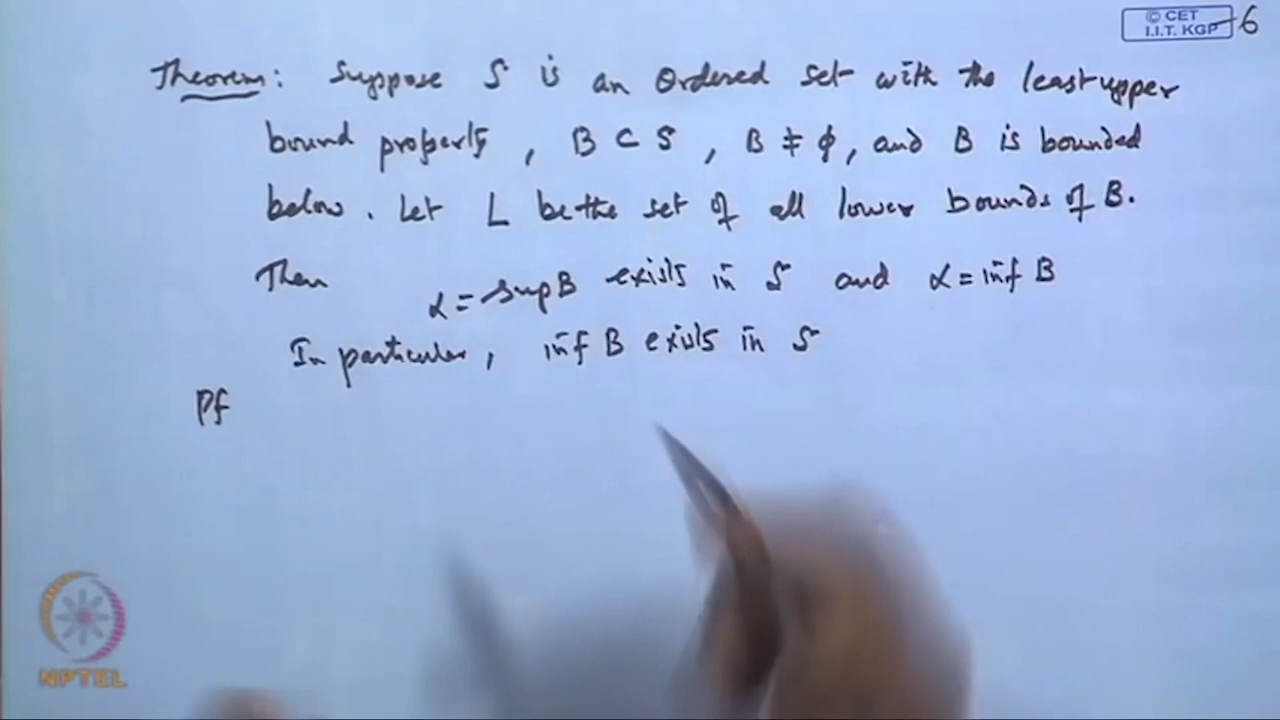 © CET
I.I.T. KGP
6
Theorem: Suppose S is an Ordered set with the least upper
bound property, B ⊂ S, B ≠ ϕ, and B is bounded
below. Let L be the set of all lower bounds of B.
Then α = Sup B exists in S and α = inf B
In particular, inf B exists in S
Pf
NPTEL